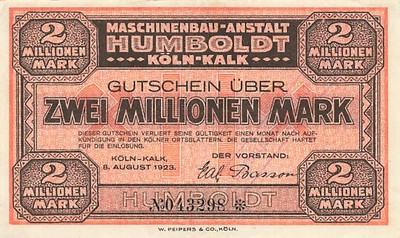 2 MILLIONEN MARK
MASCHINENBAU-ANSTALT
HUMBOLDT
KÖLN-KALK
2 MILLIONEN MARK
GUTSCHEIN ÜBER
ZWEI MILLIONEN MARK
DIESER GUTSCHEIN VERLIERT SEINE GÜLTIGKEIT EINEN MONAT NACH AUF-
KÜNDIGUNG IN DEN KÖLNER ORTSBLÄTTERN. DIE GESELLSCHAFT HAFTET
FÜR DIE EINLÖSUNG.
KÖLN-KALK,
8. AUGUST 1923.
DER VORSTAND:
2 MILLIONEN MARK
№043298 *
HUMBOLDT
2 MILLIONEN MARK
W. PEIPERS & CO., KÖLN.